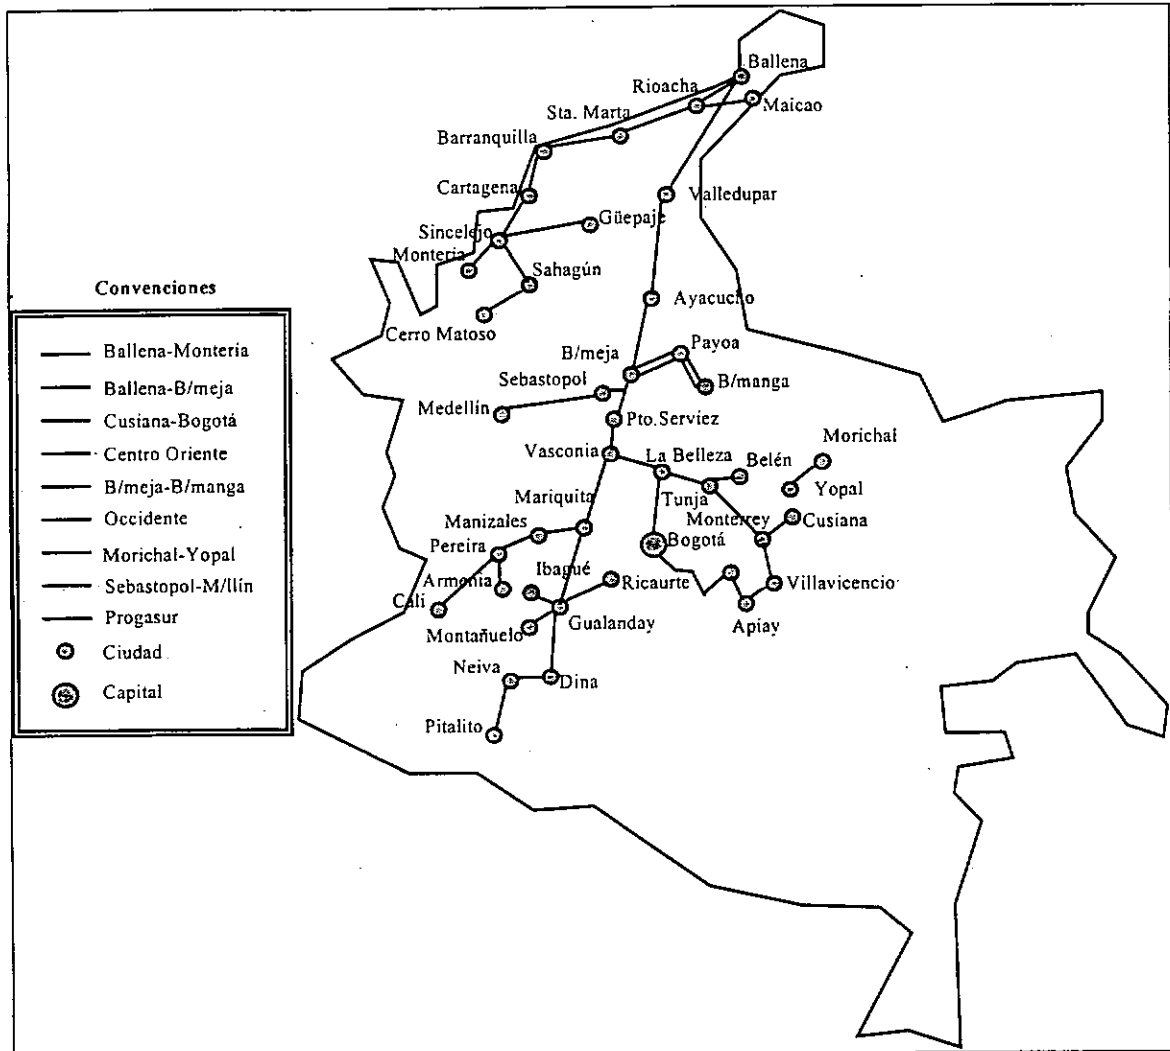 Ballena
Rioacha
Maicao
Sta. Marta
Barranquilla
Cartagena
Valledupar
Güepaje
Sincelejo
Monteria
Sahagún
Cerro Matoso
Ayacucho
B/meja
Payoa
B/manga
Sebastopol
Medellín
Pto.Serviez
Vasconia
La Belleza
Belén
Morichal
Tunja
Yopal
Mariquita
Manizales
Monterrey
Cusiana
Pereira
Bogotá
Ibagué
Armenia
Ricaurte
Villavicencio
Cali
Montañuelo
Gualanday
Apiay
Neiva
Dina
Pitalito
Convenciones
Ballena-Monteria
Ballena-B/meja
Cusiana-Bogotá
Centro Oriente
B/meja-B/manga
Occidente
Morichal-Yopal
Sebastopol-M/llín
Progasur
Ciudad
Capital